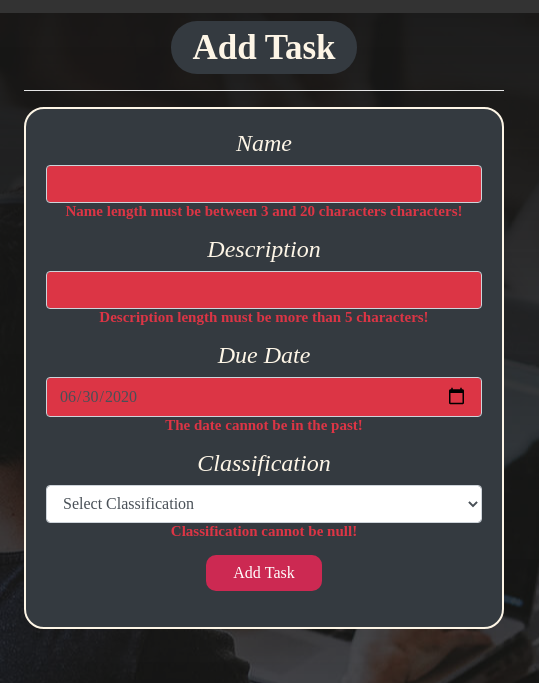 Add Task
Name
Name length must be between 3 and 20 characters characters!
Description
Description length must be more than 5 characters!
Due Date
06/30/2020
The date cannot be in the past!
Classification
Select Classification
Classification cannot be null!
Add Task